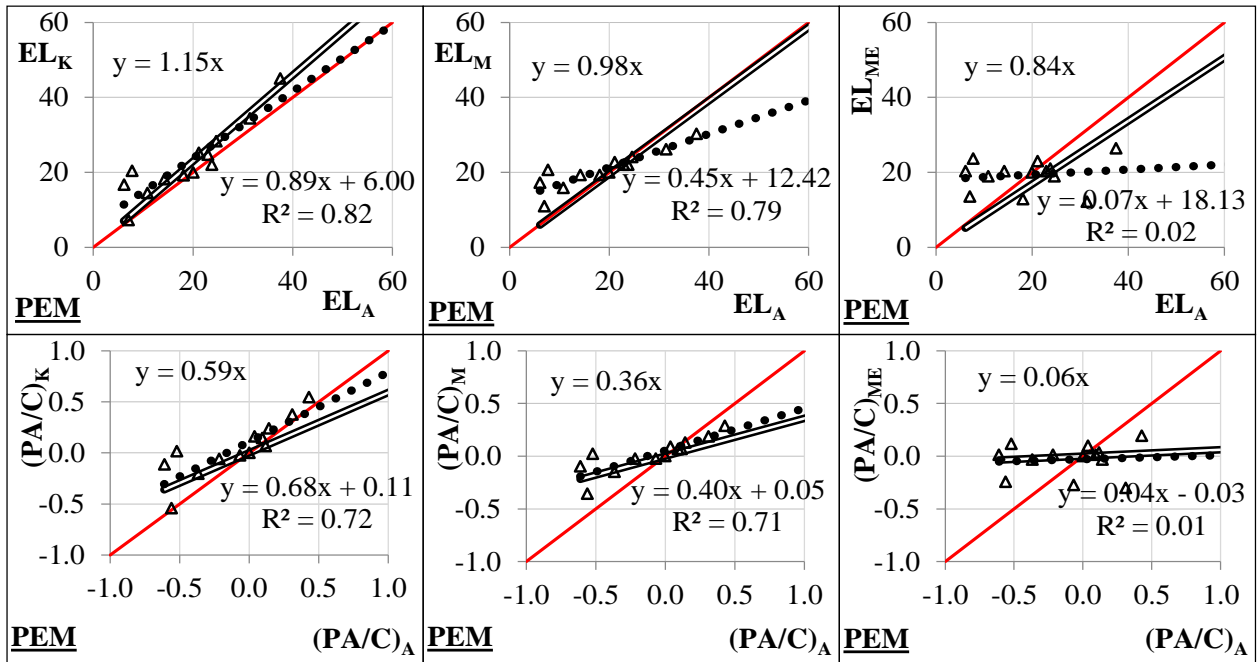 60
EL_K
y = 1.15x
40
20
y = 0.89x + 6.00
R² = 0.82
0
0 20 40 60
PEM
EL_A
60
EL_M
y = 0.98x
40
20
y = 0.45x + 12.42
R² = 0.79
0
0 20 40 60
PEM
EL_A
60
EL_ME
y = 0.84x
40
20
y = 0.07x + 18.13
R² = 0.02
0
0 20 40 60
PEM
EL_A
1.0
(PA/C)_K
y = 0.59x
0.5
0.0
y = 0.68x + 0.11
-0.5
R² = 0.72
-1.0
-1.0 -0.5 0.0 0.5 1.0
PEM
(PA/C)_A
1.0
(PA/C)_M
y = 0.36x
0.5
0.0
y = 0.40x + 0.05
-0.5
R² = 0.71
-1.0
-1.0 -0.5 0.0 0.5 1.0
PEM
(PA/C)_A
1.0
(PA/C)_ME
y = 0.06x
0.5
0.0
y = 0.04x - 0.03
-0.5
R² = 0.01
-1.0
-1.0 -0.5 0.0 0.5 1.0
PEM
(PA/C)_A